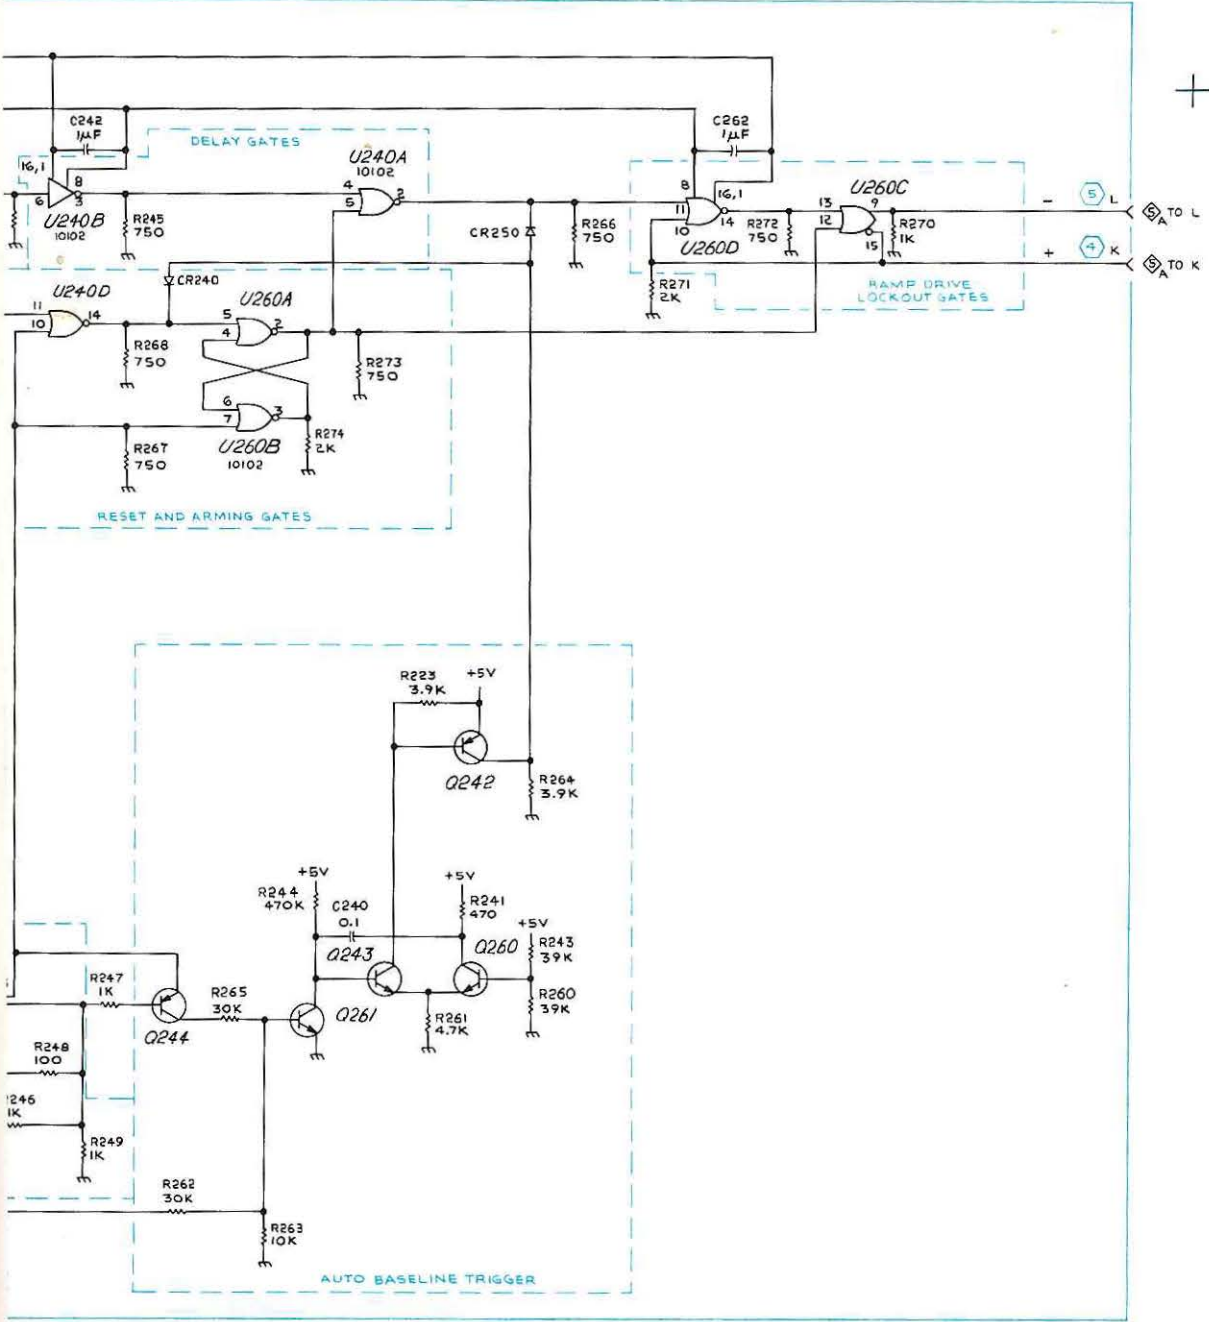 C242
1µF
DELAY GATES
C262
1µF
U240A
10102
16,1
8
6
3
U240B
10102
R245
750
4
5
2
CR250
R266
750
8
16,1
11
10
14
U260D
R272
750
U260C
13
12
9
15
R270
1K
-
5
L
5
A
TO L
+
4
K
5
A
TO K
R271
2K
RAMP DRIVE
LOCKOUT GATES
CR240
U240D
11
10
14
R268
750
U260A
5
4
2
R273
750
6
7
3
U260B
10102
R274
2K
R267
750
RESET AND ARMING GATES
R223
3.9K
+5V
Q242
R264
3.9K
+5V
R244
470K
C240
0.1
+5V
R241
470
+5V
R243
39K
Q243
Q260
R260
39K
R261
4.7K
R247
1K
Q244
R265
30K
Q261
R248
100
246
1K
R249
1K
R262
30K
R263
10K
AUTO BASELINE TRIGGER